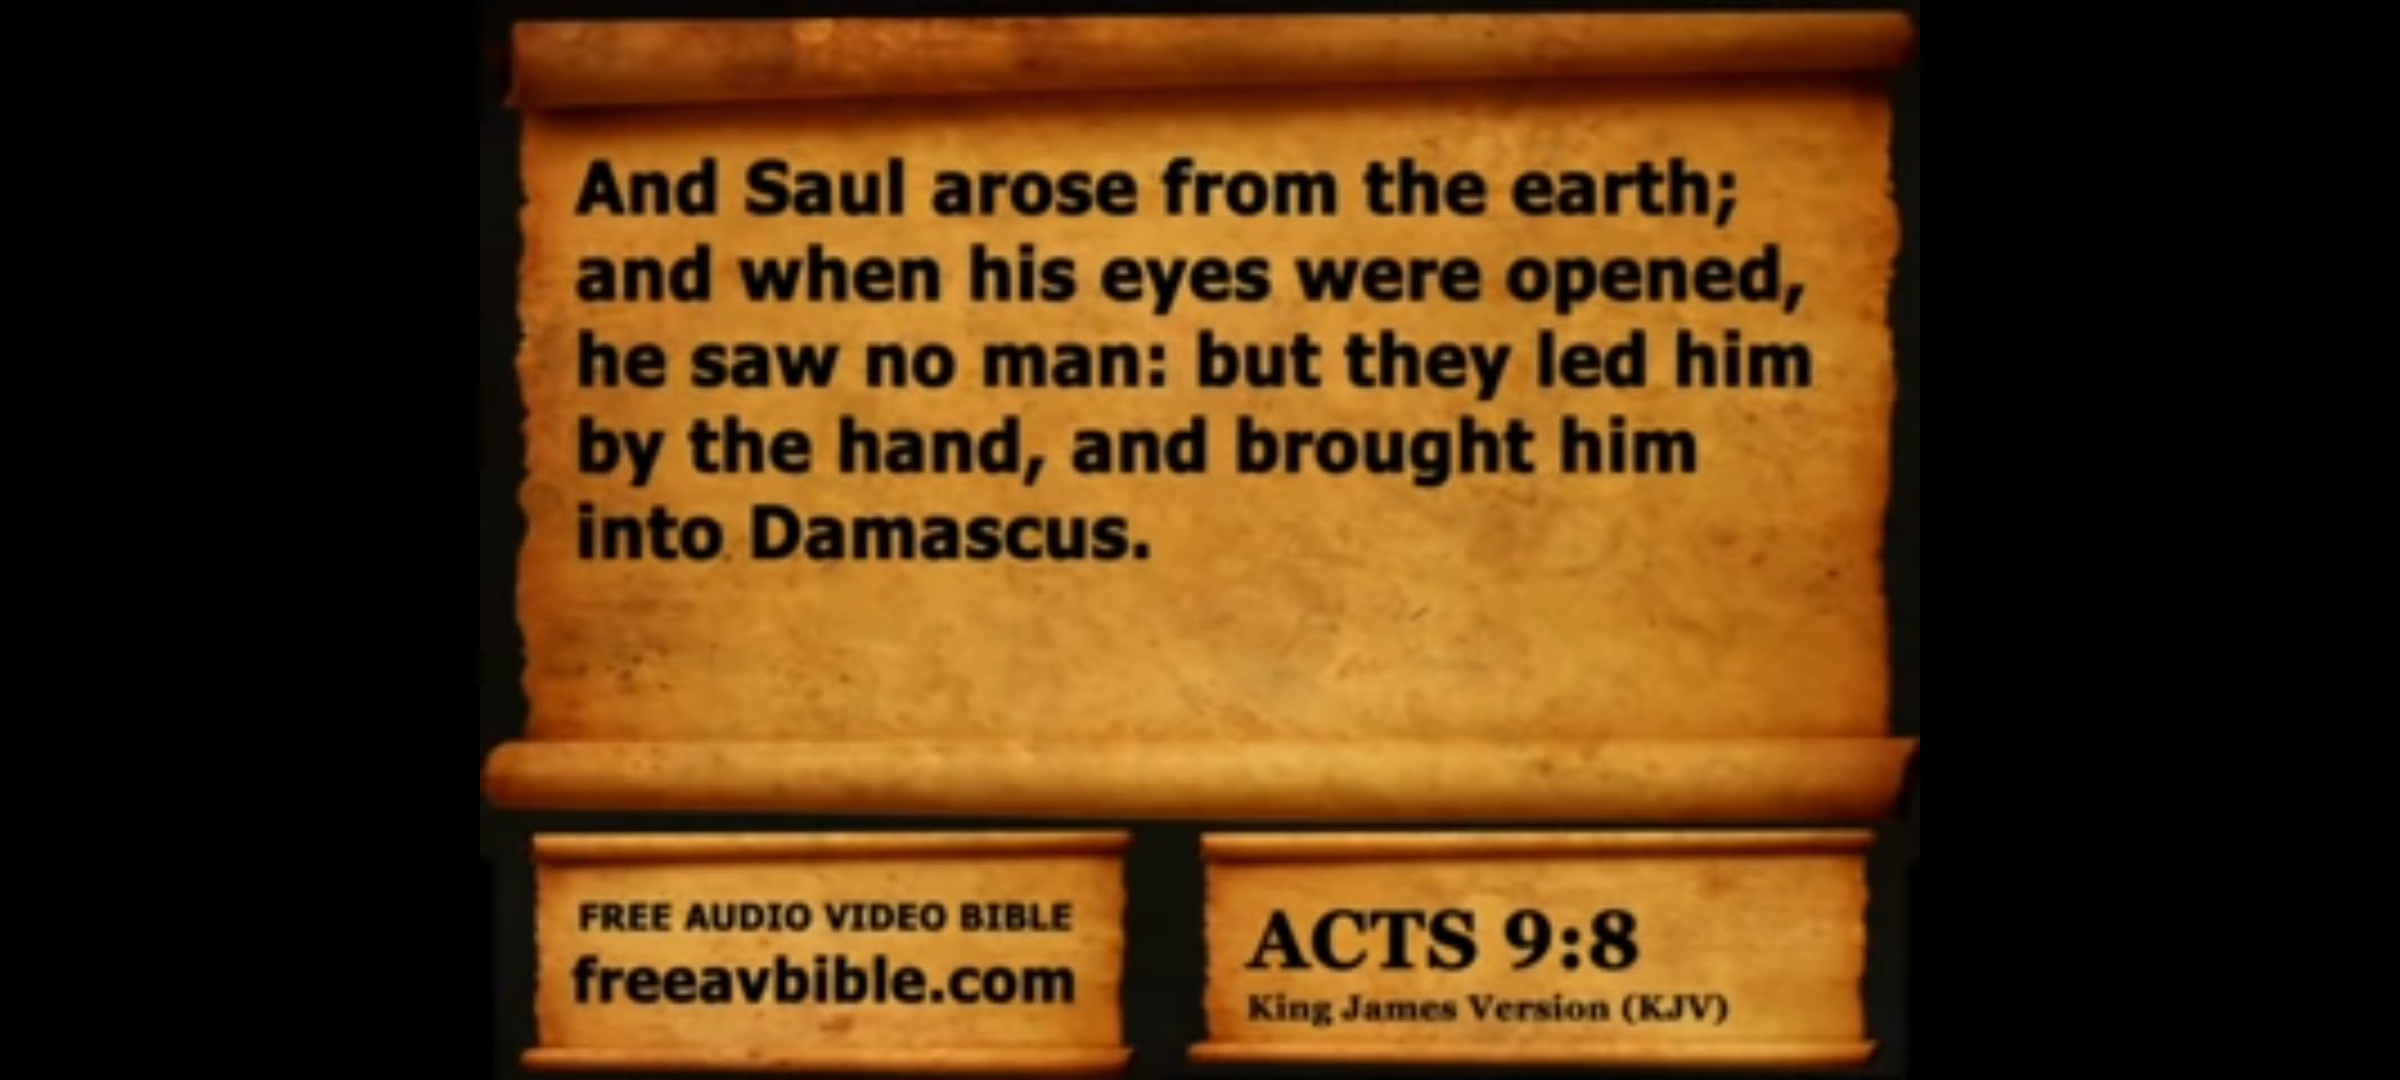 And Saul arose from the earth;
and when his eyes were opened,
he saw no man: but they led him
by the hand, and brought him
into Damascus.
FREE AUDIO VIDEO BIBLE
freeavbible.com
ACTS 9:8
King James Version (KJV)